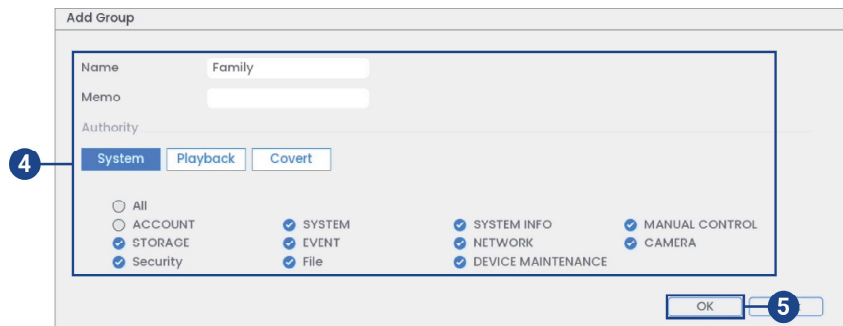 Add Group
Name Family
Memo
Authority
4
System Playback Covert
All
ACCOUNT SYSTEM SYSTEM INFO MANUAL CONTROL
STORAGE EVENT NETWORK CAMERA
Security File DEVICE MAINTENANCE
OK 5